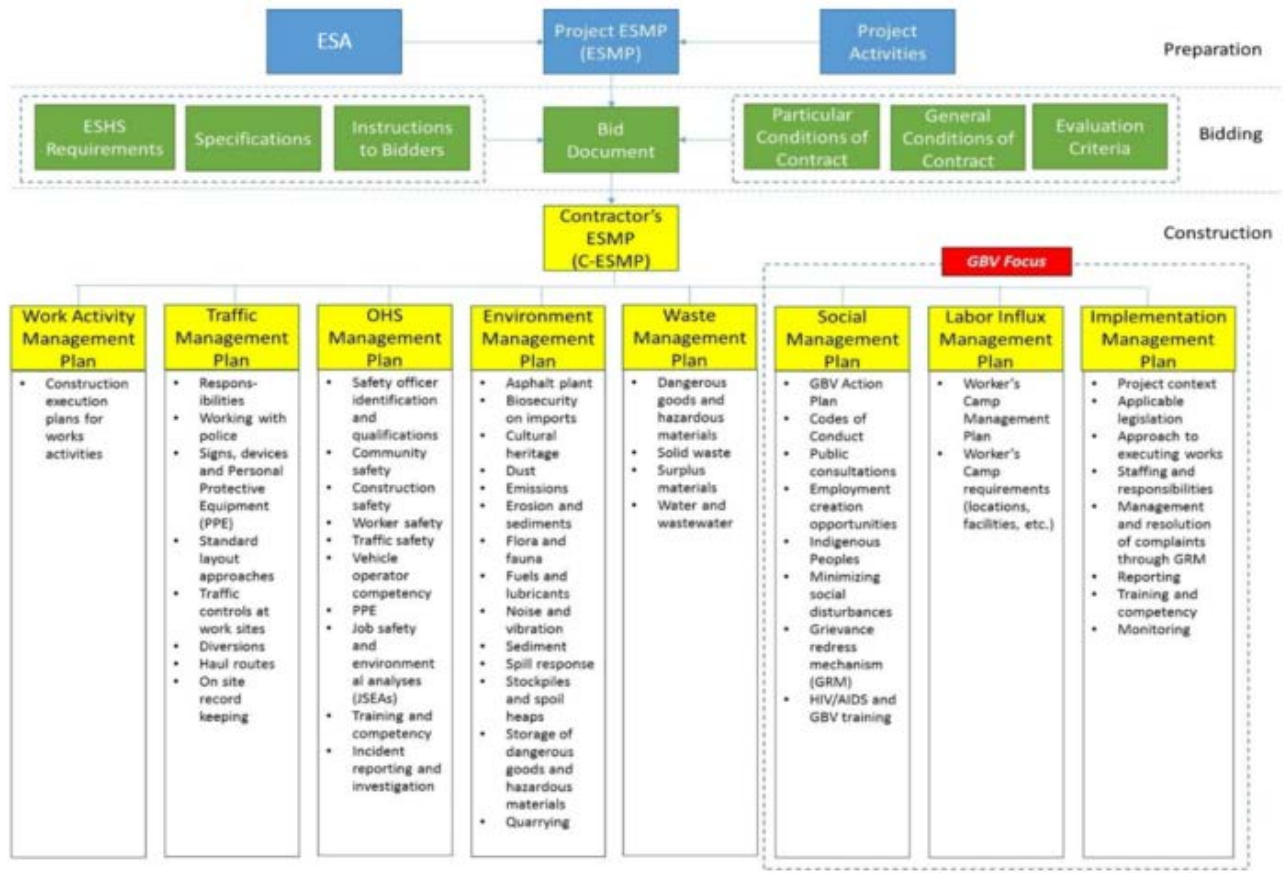 ESA
Project ESMP
(ESMP)
Project
Activities
Preparation
ESHS
Requirements
Specifications
Instructions
to Bidders
Bid
Document
Particular
Conditions of
Contract
General
Conditions of
Contract
Evaluation
Criteria
Bidding
Contractor's
ESMP
(C-ESMP)
Construction
GBV Focus
Work Activity
Management
Plan
• Construction
execution
plans for
works
activities
Traffic
Management
Plan
• Respons-
ibilities
• Working with
police
• Signs, devices
and Personal
Protective
Equipment
(PPE)
• Standard
layout
approaches
• Traffic
controls at
work sites
• Diversions
• Haul routes
• On site
record
keeping
OHS
Management
Plan
• Safety officer
identification
and
qualifications
• Community
safety
• Construction
safety
• Worker safety
• Traffic safety
• Vehicle
operator
competency
• PPE
• Job safety
and
environment
al analyses
(JSEAs)
• Training and
competency
• Incident
reporting and
investigation
Environment
Management
Plan
• Asphalt plant
• Biosecurity
on imports
• Cultural
heritage
• Dust
• Emissions
• Erosion and
sediments
• Flora and
fauna
• Fuels and
lubricants
• Noise and
vibration
• Sediment
• Spill response
• Stockpiles
and spoil
heaps
• Storage of
dangerous
goods and
hazardous
materials
• Quarrying
Waste
Management
Plan
• Dangerous
goods and
hazardous
materials
• Solid waste
• Surplus
materials
• Water and
wastewater
Social
Management
Plan
• GBV Action
Plan
• Codes of
Conduct
• Public
consultations
• Employment
creation
opportunities
• Indigenous
Peoples
• Minimizing
social
disturbances
• Grievance
redress
mechanism
(GRM)
• HIV/AIDS and
GBV training
Labor Influx
Management
Plan
• Worker's
Camp
Management
Plan
• Worker's
Camp
requirements
(locations,
facilities, etc.)
Implementation
Management
Plan
• Project context
• Applicable
legislation
• Approach to
executing works
• Staffing and
responsibilities
• Management
and resolution
of complaints
through GRM
• Reporting
• Training and
competency
• Monitoring